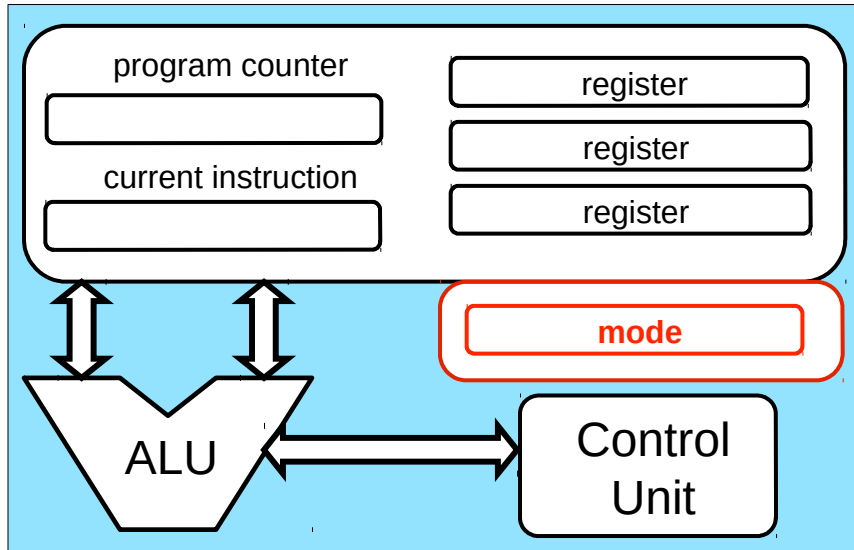 program counter
current instruction
register
register
register
mode
ALU
Control
Unit